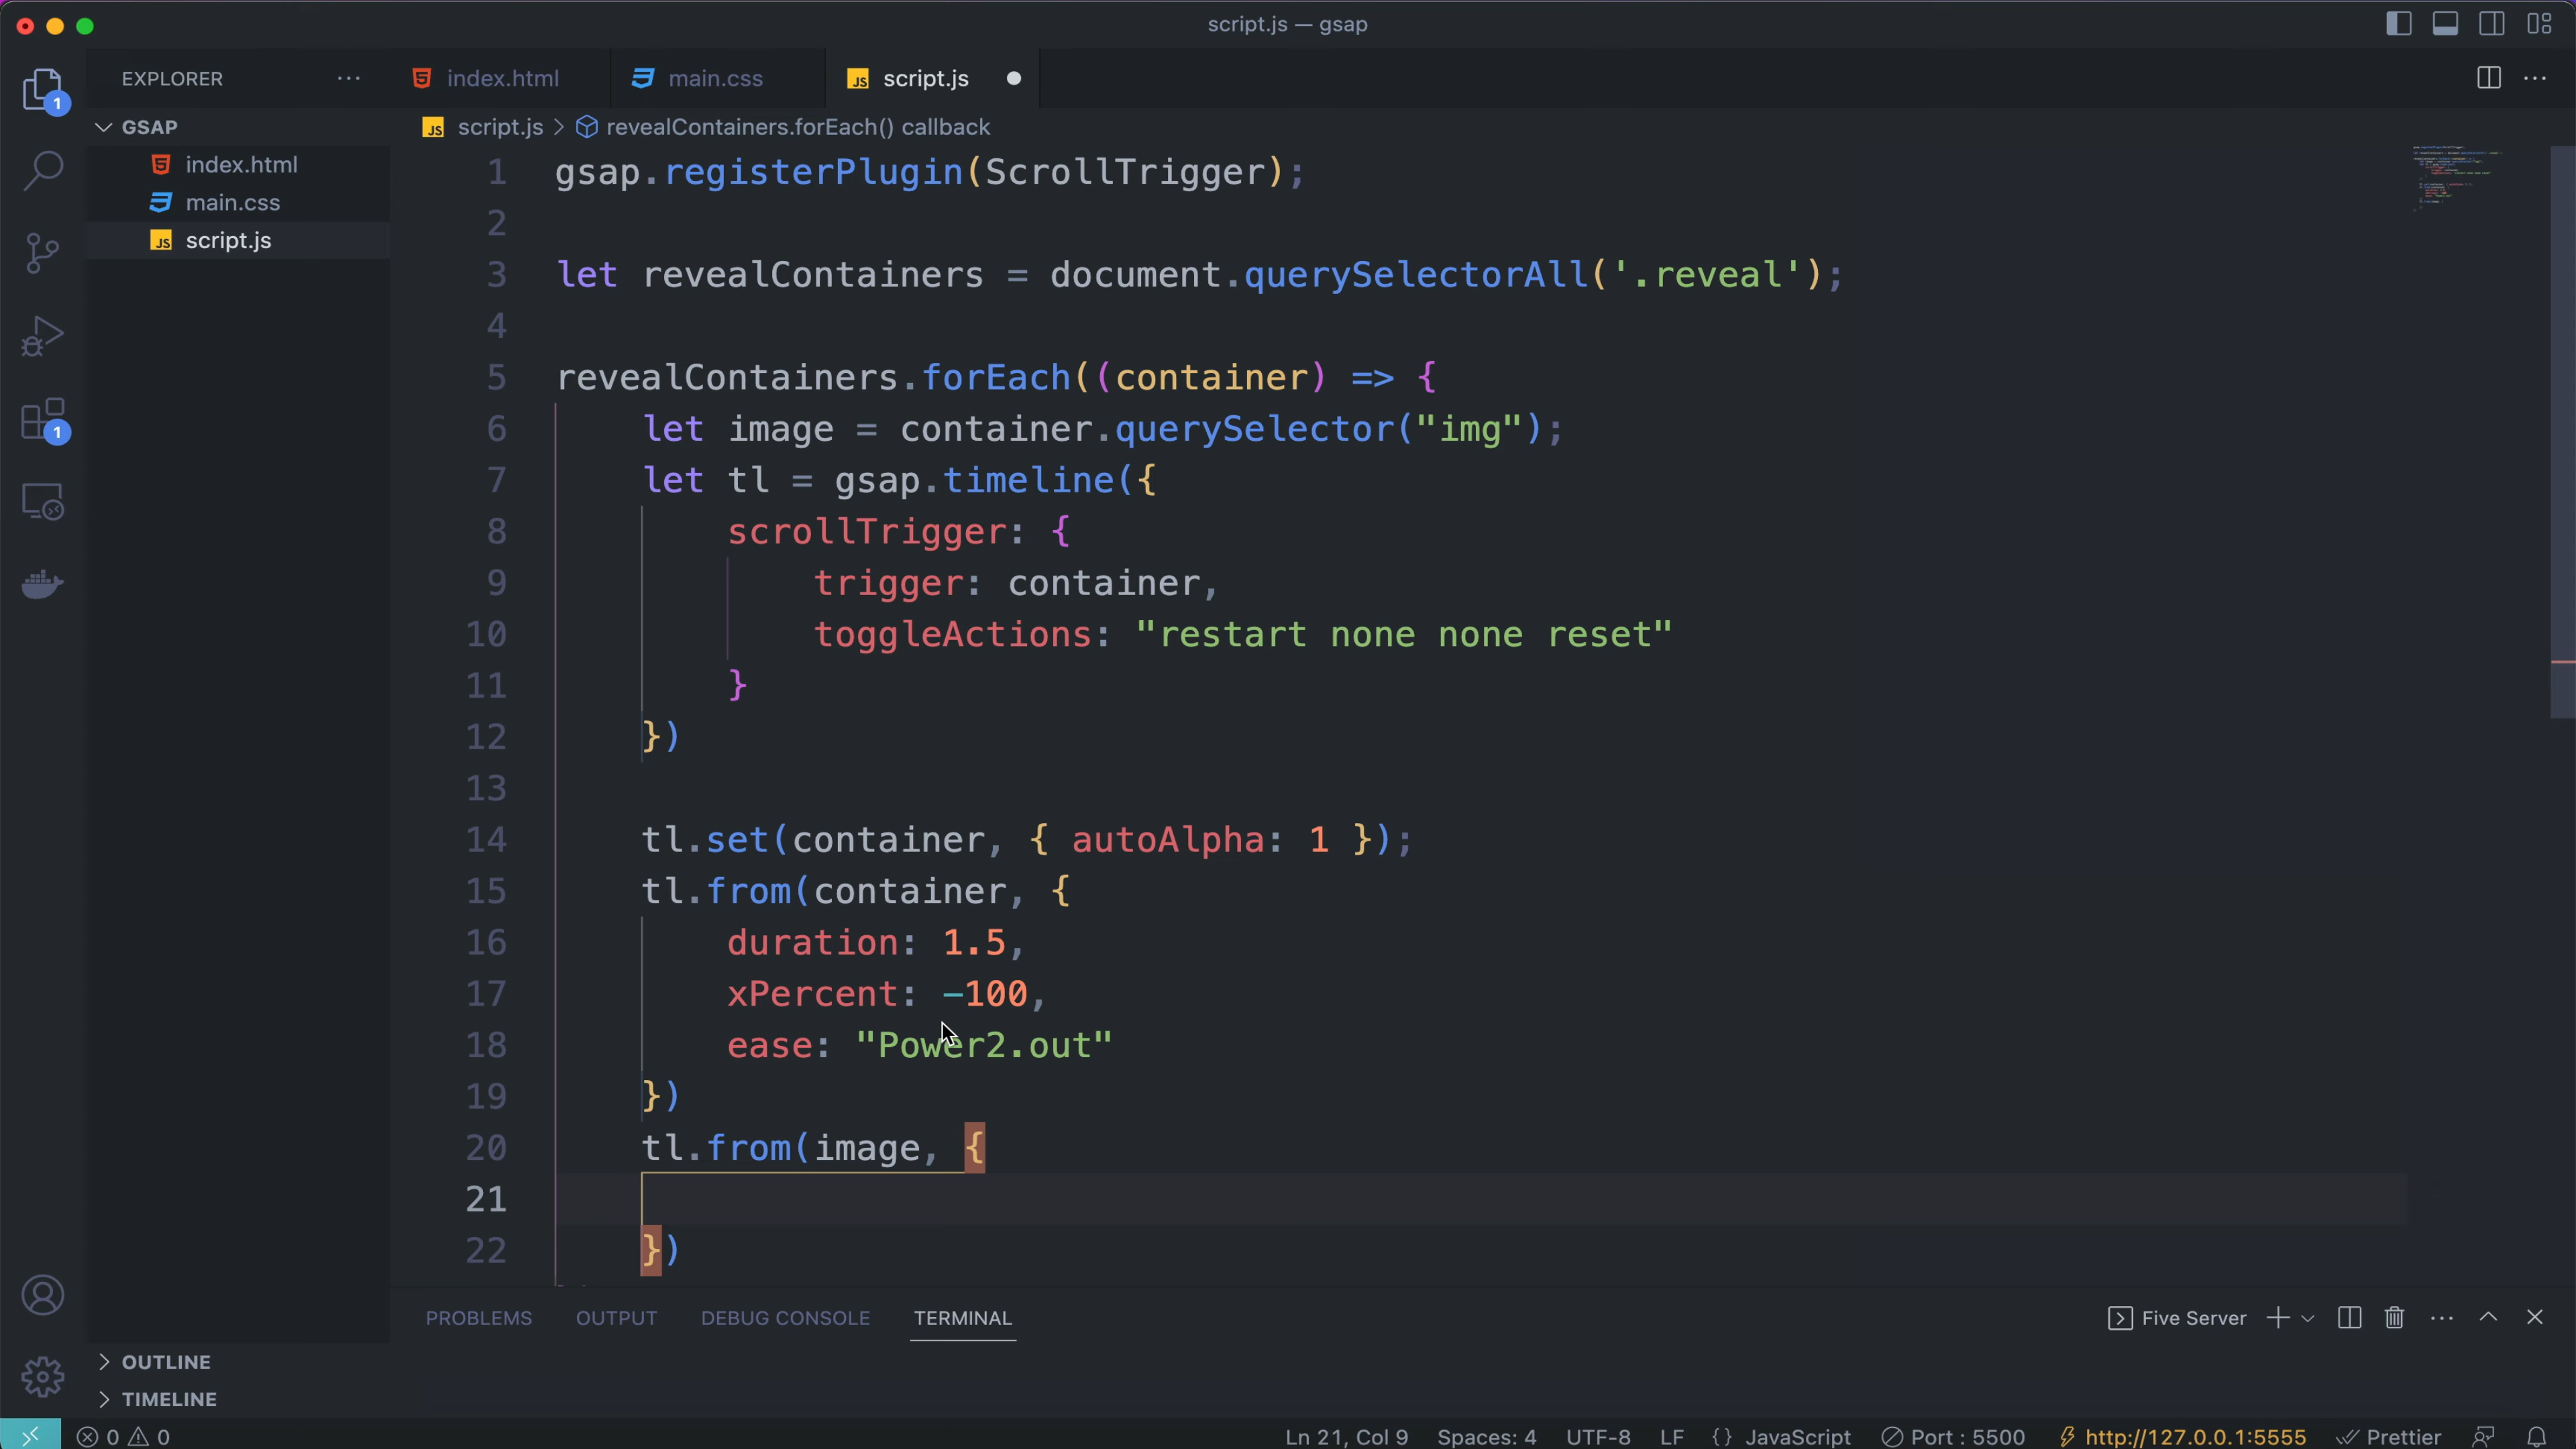 script.js — gsap
EXPLORER
index.html
main.css
script.js
GSAP
script.js > revealContainers.forEach() callback
index.html
main.css
script.js
1 gsap.registerPlugin(ScrollTrigger);
2
3 let revealContainers = document.querySelectorAll('.reveal');
4
5 revealContainers.forEach((container) => {
6 let image = container.querySelector("img");
7 let tl = gsap.timeline({
8 scrollTrigger: {
9 trigger: container,
10 toggleActions: "restart none none reset"
11 }
12 })
13
14 tl.set(container, { autoAlpha: 1 });
15 tl.from(container, {
16 duration: 1.5,
17 xPercent: -100,
18 ease: "Power2.out"
19 })
20 tl.from(image, {
21
22 })
1
1
PROBLEMS OUTPUT DEBUG CONSOLE TERMINAL
Five Server
OUTLINE
TIMELINE
0 0 Ln 21, Col 9 Spaces: 4 UTF-8 LF {} JavaScript Port : 5500 http://127.0.0.1:5555 Prettier